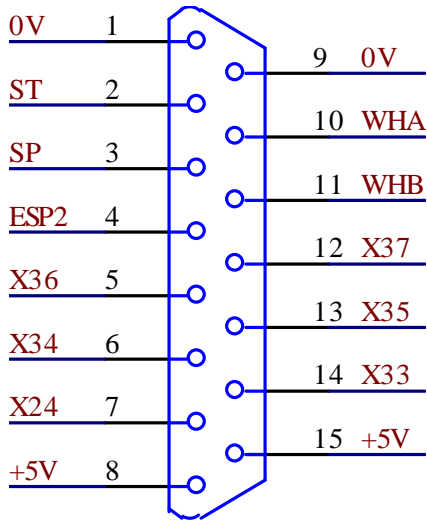 0V 1
9 0V
ST 2
10 WHA
SP 3
11 WHB
ESP2 4
12 X37
X36 5
13 X35
X34 6
14 X33
X24 7
15 +5V
+5V 8